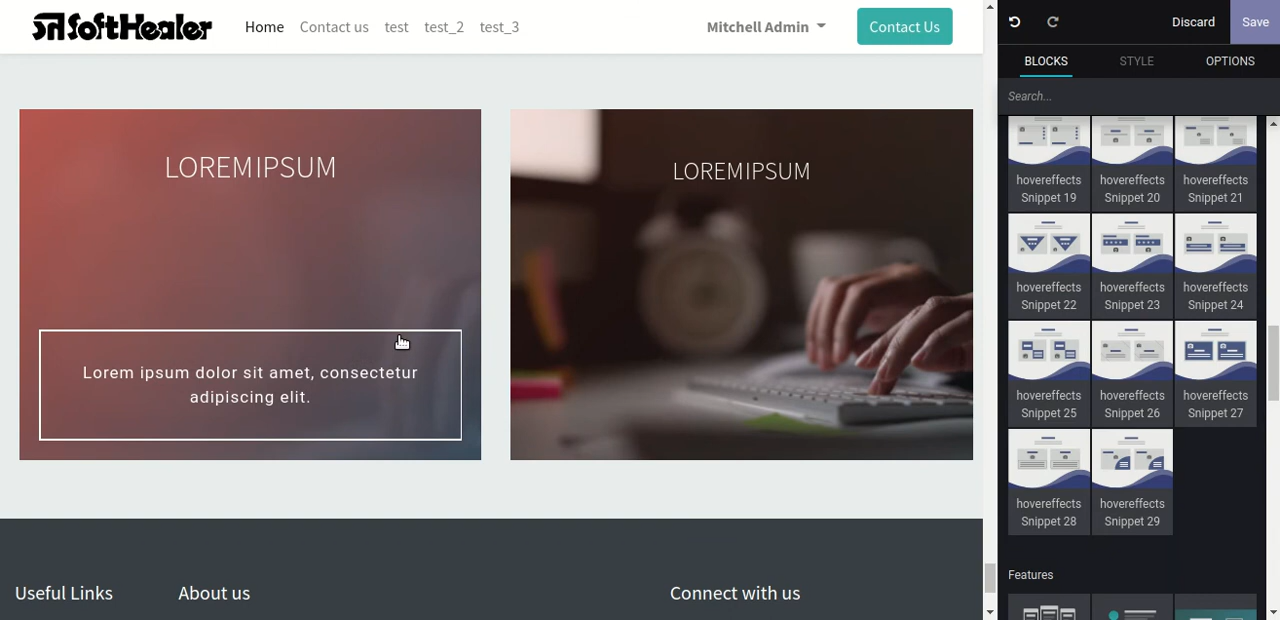 SoftHealer
Home Contact us test test_2 test_3
Mitchell Admin
Contact Us
LOREMIPSUM
Lorem ipsum dolor sit amet, consectetur
adipiscing elit.
LOREMIPSUM
Useful Links
About us
Connect with us
Discard
Save
BLOCKS
STYLE
OPTIONS
Search...
hovereffects
Snippet 19
hovereffects
Snippet 20
hovereffects
Snippet 21
hovereffects
Snippet 22
hovereffects
Snippet 23
hovereffects
Snippet 24
hovereffects
Snippet 25
hovereffects
Snippet 26
hovereffects
Snippet 27
hovereffects
Snippet 28
hovereffects
Snippet 29
Features